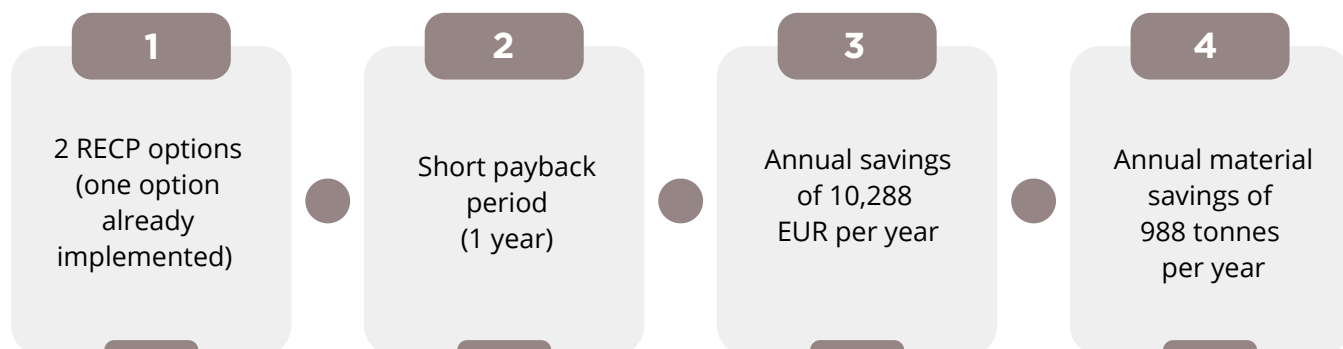 1
2 RECP options
(one option
already
implemented)
2
Short payback
period
(1 year)
3
Annual savings
of 10,288
EUR per year
4
Annual material
savings of
988 tonnes
per year